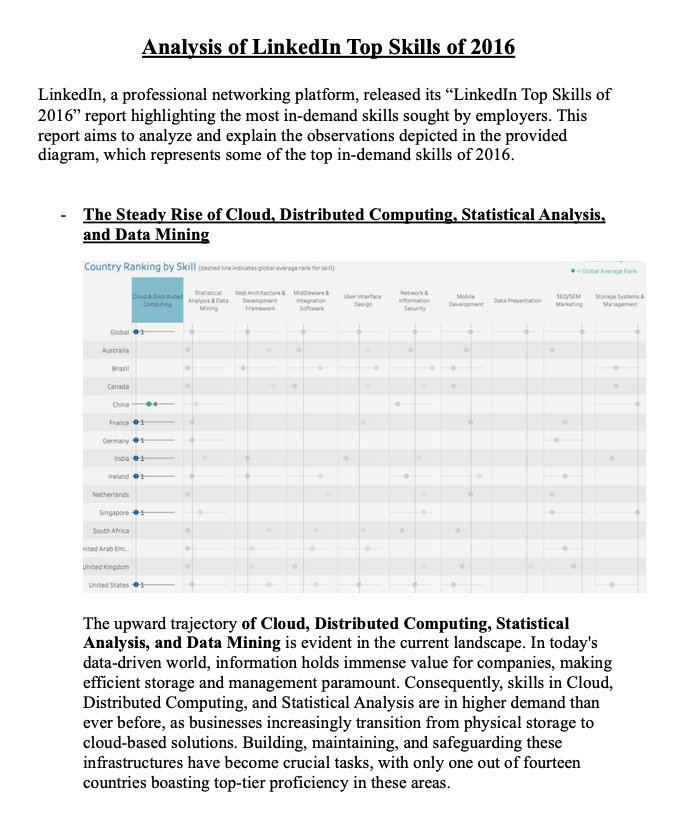 Analysis of LinkedIn Top Skills of 2016
LinkedIn, a professional networking platform, released its “LinkedIn Top Skills of
2016” report highlighting the most in-demand skills sought by employers. This
report aims to analyze and explain the observations depicted in the provided
diagram, which represents some of the top in-demand skills of 2016.
- The Steady Rise of Cloud, Distributed Computing, Statistical Analysis,
and Data Mining
Country Ranking by Skill (dashed line indicates global average rank for skill)
< Global Average Rank
Cloud & Distributed
Computing
Statistical
Analysis & Data
Mining
Web Architecture &
Development
Framework
Middleware &
Integration
Software
User Interface
Design
Network &
Information
Security
Mobile
Development
Data Presentation
SEO/SEM
Marketing
Storage Systems &
Management
Global 1
Australia
Brazil
Canada
China 4
France 1
Germany 1
India 1
Ireland 1
Netherlands
Singapore 1
South Africa
nited Arab Emi..
United Kingdom
United States 1
The upward trajectory of Cloud, Distributed Computing, Statistical
Analysis, and Data Mining is evident in the current landscape. In today's
data-driven world, information holds immense value for companies, making
efficient storage and management paramount. Consequently, skills in Cloud,
Distributed Computing, and Statistical Analysis are in higher demand than
ever before, as businesses increasingly transition from physical storage to
cloud-based solutions. Building, maintaining, and safeguarding these
infrastructures have become crucial tasks, with only one out of fourteen
countries boasting top-tier proficiency in these areas.